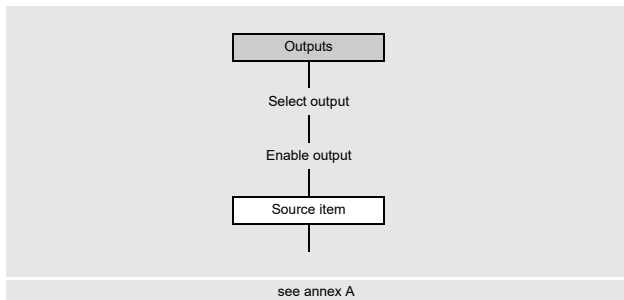 Outputs
Select output
Enable output
Source item
see annex A